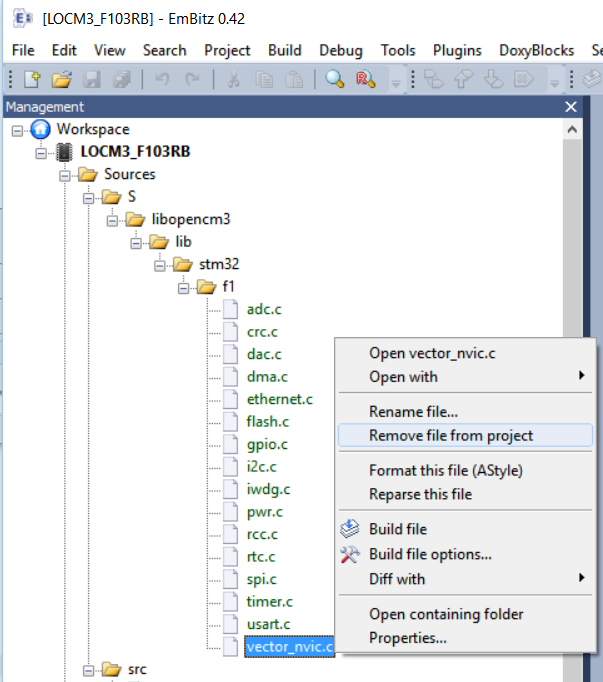 [LOCM3_F103RB] - EmBitz 0.42
File Edit View Search Project Build Debug Tools Plugins DoxyBlocks Se
Management
Workspace
LOCM3_F103RB
Sources
S
libopencm3
lib
stm32
f1
adc.c
crc.c
dac.c
dma.c
ethernet.c
flash.c
gpio.c
i2c.c
iwdg.c
pwr.c
rcc.c
rtc.c
spi.c
timer.c
usart.c
vector_nvic.c
src
Open vector_nvic.c
Open with
Rename file...
Remove file from project
Format this file (AStyle)
Reparse this file
Build file
Build file options...
Diff with
Open containing folder
Properties...